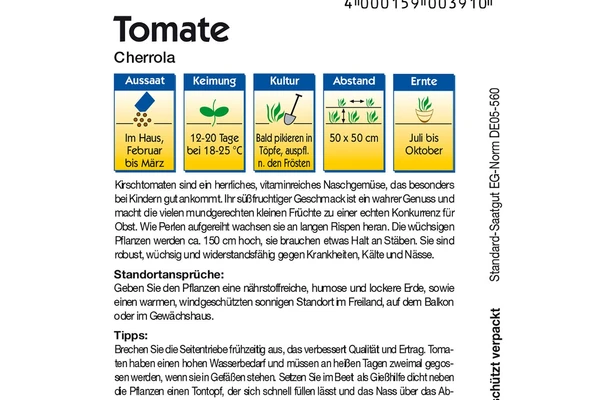 4 000159 003910
Tomate
Cherrola
Aussaat
Im Haus,
Februar
bis März
Keimung
12-20 Tage
bei 18-25 °C
Kultur
Bald pikieren in
Töpfe, auspfl.
n. den Frösten
Abstand
50 x 50 cm
Ernte
Juli bis
Oktober
Kirschtomaten sind ein herrliches, vitaminreiches Naschgemüse, das besonders
bei Kindern gut ankommt. Ihr süßfruchtiger Geschmack ist ein wahrer Genuss und
macht die vielen mundgerechten kleinen Früchte zu einer echten Konkurrenz für
Obst. Wie Perlen aufgereiht wachsen sie an langen Rispen heran. Die wüchsigen
Pflanzen werden ca. 150 cm hoch, sie brauchen etwas Halt an Stäben. Sie sind
robust, wüchsig und widerstandsfähig gegen Krankheiten, Kälte und Nässe.
Standortansprüche:
Geben Sie den Pflanzen eine nährstoffreiche, humose und lockere Erde, sowie
einen warmen, windgeschützten sonnigen Standort im Freiland, auf dem Balkon
oder im Gewächshaus.
Tipps:
Brechen Sie die Seitentriebe frühzeitig aus, das verbessert Qualität und Ertrag. Toma-
ten haben einen hohen Wasserbedarf und müssen an heißen Tagen zweimal gegos-
sen werden, wenn sie in Gefäßen stehen. Setzen Sie im Beet als Gießhilfe dicht neben
die Pflanzen einen Tontopf, der sich schnell füllen lässt und das Nass über das Ab-
Standard-Saatgut EG-Norm DE05-560
schützt verpackt